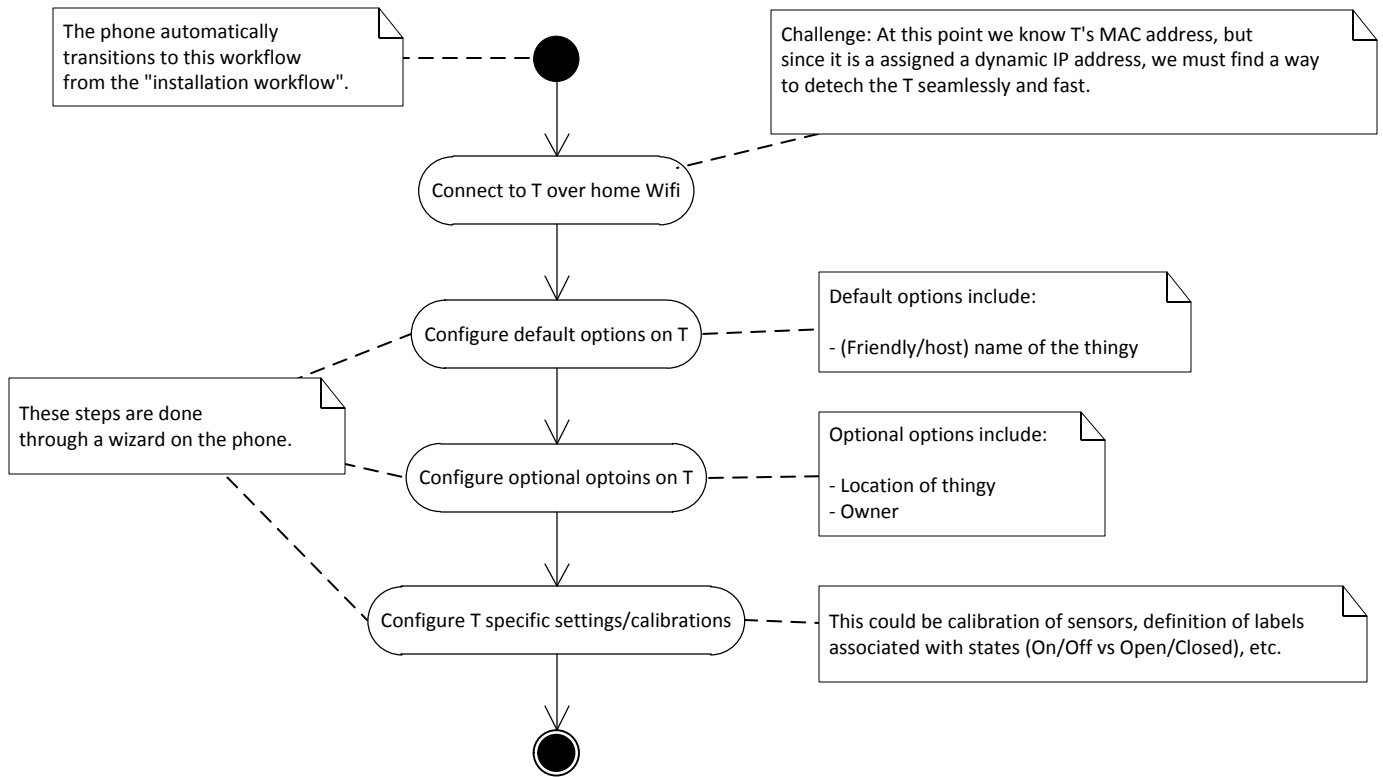 The phone automatically
transitions to this workflow
from the "installation workflow".
Challenge: At this point we know T's MAC address, but
since it is a assigned a dynamic IP address, we must find a way
to detech the T seamlessly and fast.
Connect to T over home Wifi
Default options include:
- (Friendly/host) name of the thingy
Configure default options on T
These steps are done
through a wizard on the phone.
Optional options include:
- Location of thingy
- Owner
Configure optional optoins on T
Configure T specific settings/calibrations
This could be calibration of sensors, definition of labels
associated with states (On/Off vs Open/Closed), etc.